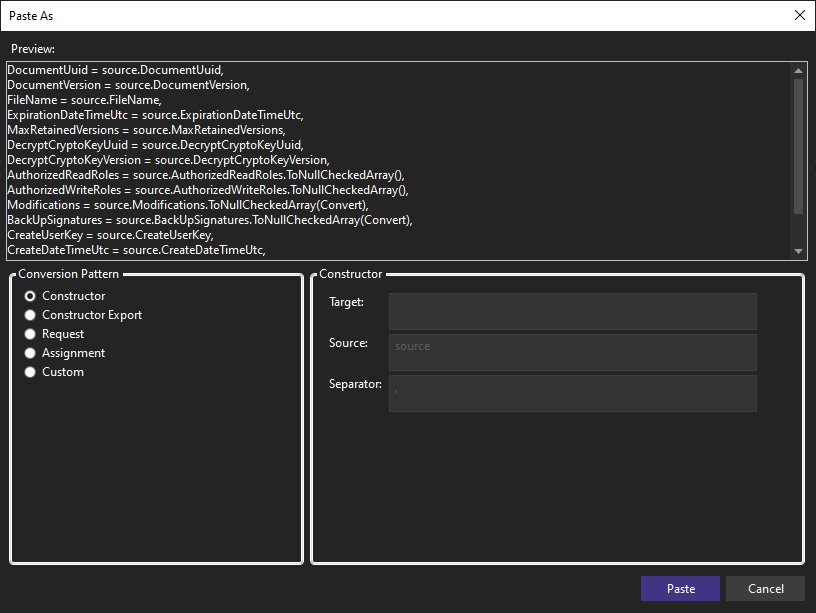 Paste As
Preview:
DocumentUuid = source.DocumentUuid,
DocumentVersion = source.DocumentVersion,
FileName = source.FileName,
ExpirationDateTimeUtc = source.ExpirationDateTimeUtc,
MaxRetainedVersions = source.MaxRetainedVersions,
DecryptCryptoKeyUuid = source.DecryptCryptoKeyUuid,
DecryptCryptoKeyVersion = source.DecryptCryptoKeyVersion,
AuthorizedReadRoles = source.AuthorizedReadRoles.ToNullCheckedArray(),
AuthorizedWriteRoles = source.AuthorizedWriteRoles.ToNullCheckedArray(),
Modifications = source.Modifications.ToNullCheckedArray(Convert),
BackUpSignatures = source.BackUpSignatures.ToNullCheckedArray(Convert),
CreateUserKey = source.CreateUserKey,
CreateDateTimeUtc = source.CreateDateTimeUtc,
Conversion Pattern
Constructor
Constructor Export
Request
Assignment
Custom
Constructor
Target:
Source:
source
Separator:
,
Paste
Cancel